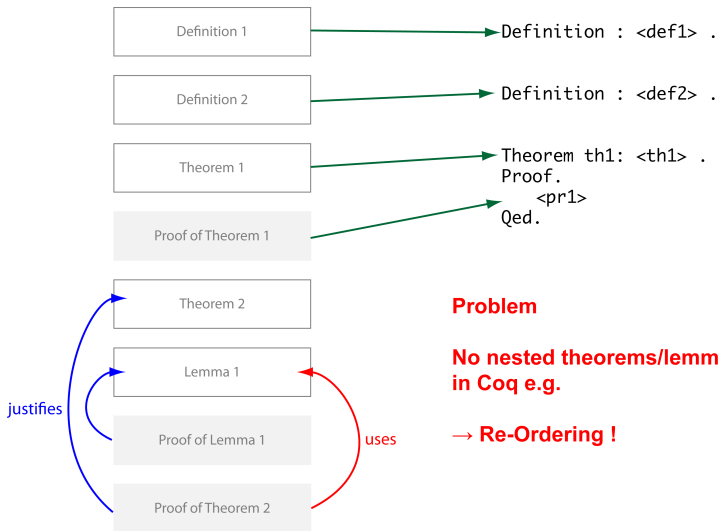 Definition 1
Definition 2
Theorem 1
Proof of Theorem 1
Theorem 2
Lemma 1
Proof of Lemma 1
Proof of Theorem 2
justifies
uses
Definition : <def1> .
Definition : <def2> .
Theorem th1: <th1> .
Proof.
<pr1>
Qed.
Problem
No nested theorems/lemm
in Coq e.g.
→ Re-Ordering !